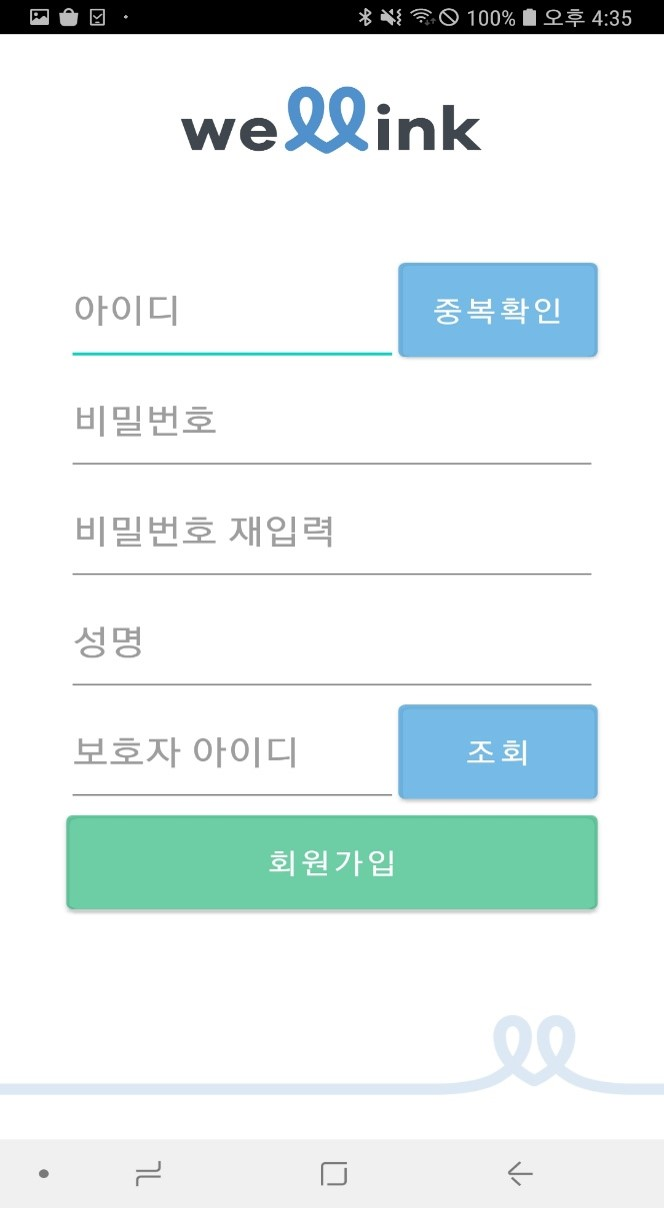 100% 오후 4:35
wellink
아이디 중복확인
비밀번호
비밀번호 재입력
성명
보호자 아이디 조회
회원가입